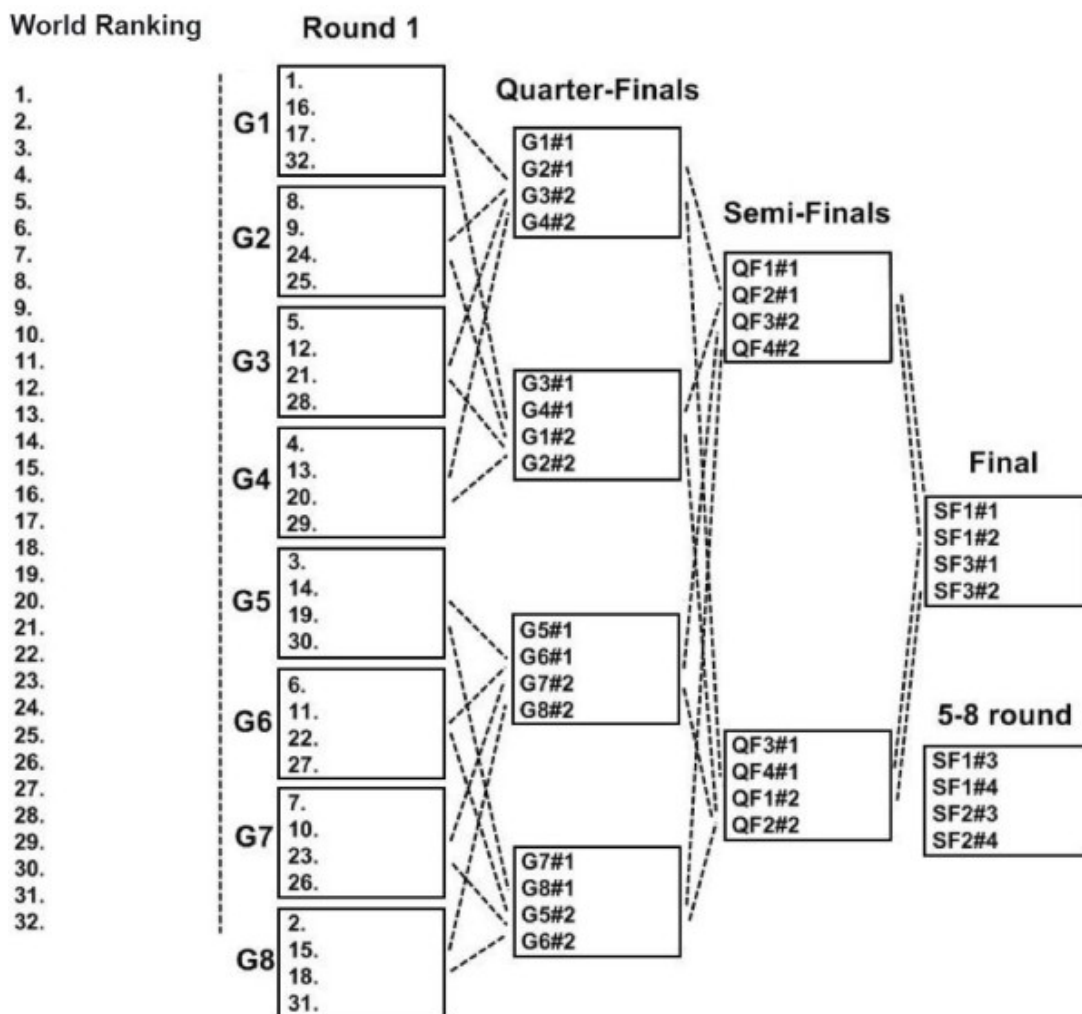 World Ranking
1.
2.
3.
4.
5.
6.
7.
8.
9.
10.
11.
12.
13.
14.
15.
16.
17.
18.
19.
20.
21.
22.
23.
24.
25.
26.
27.
28.
29.
30.
31.
32.
Round 1
G1
1.
16.
17.
32.
G2
8.
9.
24.
25.
G3
5.
12.
21.
28.
G4
4.
13.
20.
29.
G5
3.
14.
19.
30.
G6
6.
11.
22.
27.
G7
7.
10.
23.
26.
G8
2.
15.
18.
31.
Quarter-Finals
G1#1
G2#1
G3#2
G4#2
G3#1
G4#1
G1#2
G2#2
G5#1
G6#1
G7#2
G8#2
G7#1
G8#1
G5#2
G6#2
Semi-Finals
QF1#1
QF2#1
QF3#2
QF4#2
QF3#1
QF4#1
QF1#2
QF2#2
Final
SF1#1
SF1#2
SF3#1
SF3#2
5-8 round
SF1#3
SF1#4
SF2#3
SF2#4